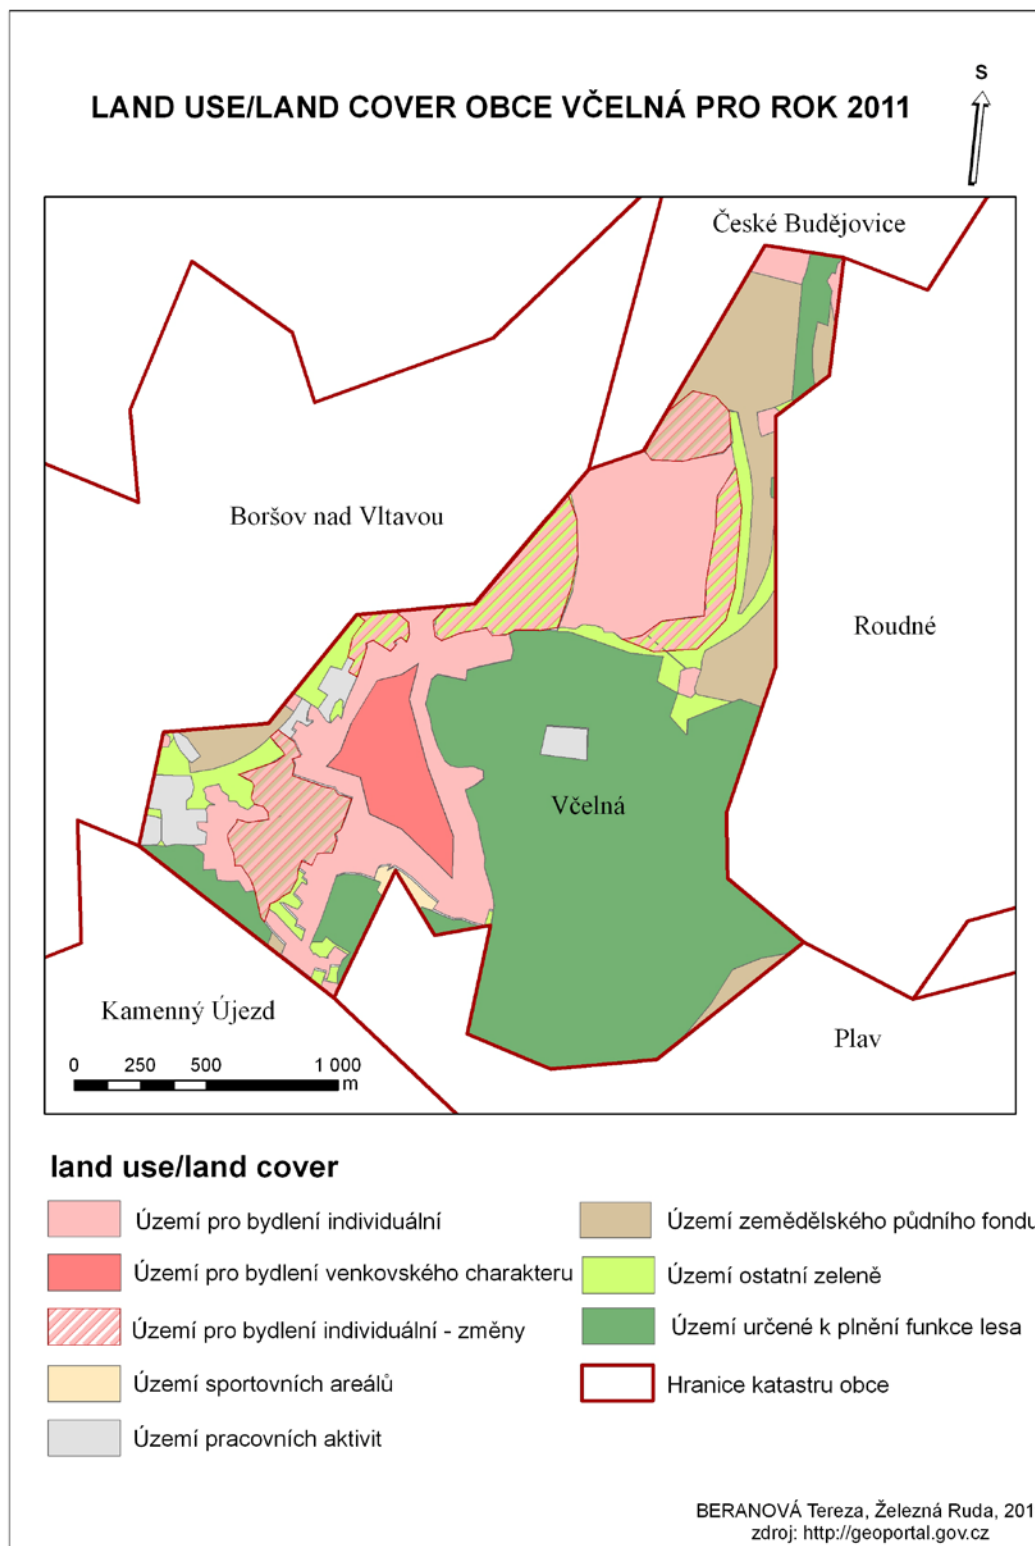 S
LAND USE/LAND COVER OBCE VČELNÁ PRO ROK 2011
České Budějovice
Boršov nad Vltavou
Roudné
Včelná
Kamenný Újezd
Plav
0 250 500 1 000
m
land use/land cover
Území pro bydlení individuální
Území pro bydlení venkovského charakteru
Území pro bydlení individuální - změny
Území sportovních areálů
Území pracovních aktivit
Území zemědělského půdního fondu
Území ostatní zeleně
Území určené k plnění funkce lesa
Hranice katastru obce
BERANOVÁ Tereza, Železná Ruda, 201
zdroj: http://geoportal.gov.cz